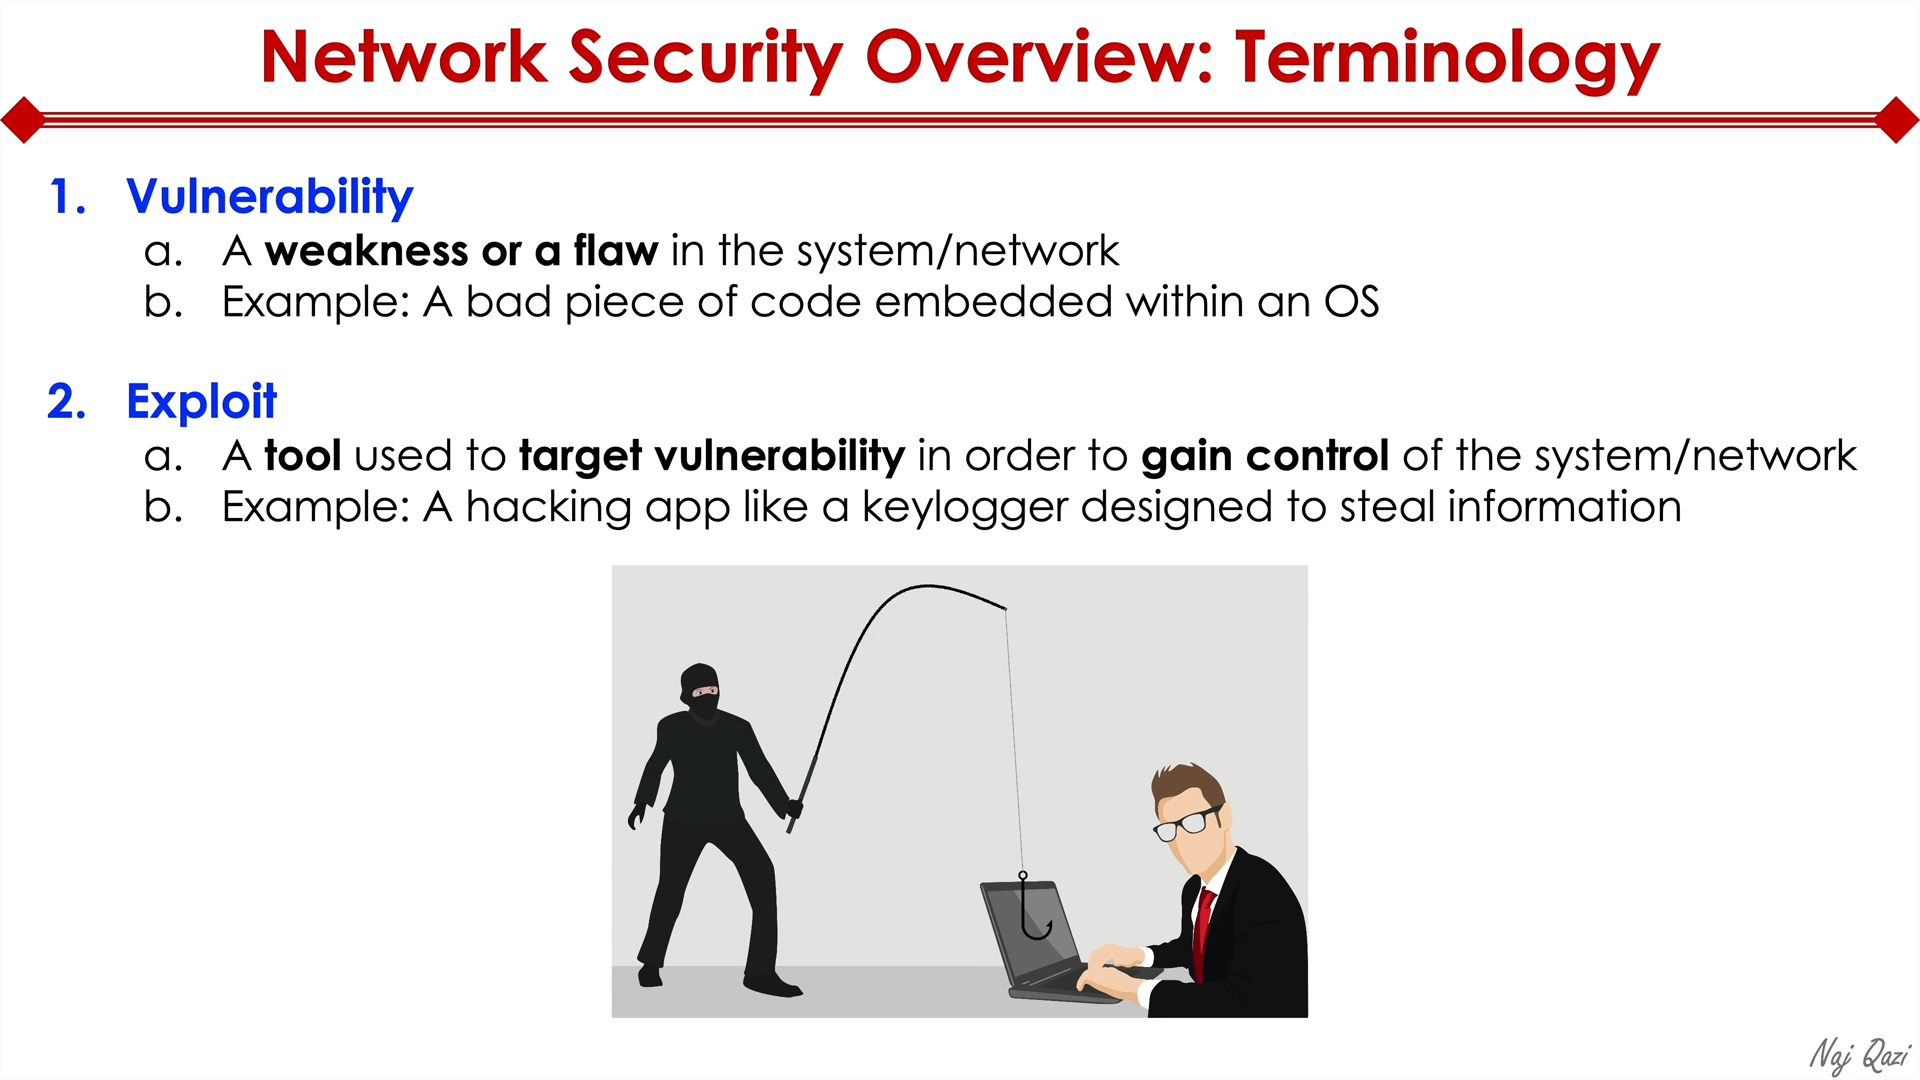 Network Security Overview: Terminology
1. Vulnerability
a. A weakness or a flaw in the system/network
b. Example: A bad piece of code embedded within an OS
2. Exploit
a. A tool used to target vulnerability in order to gain control of the system/network
b. Example: A hacking app like a keylogger designed to steal information
Naj Qazi